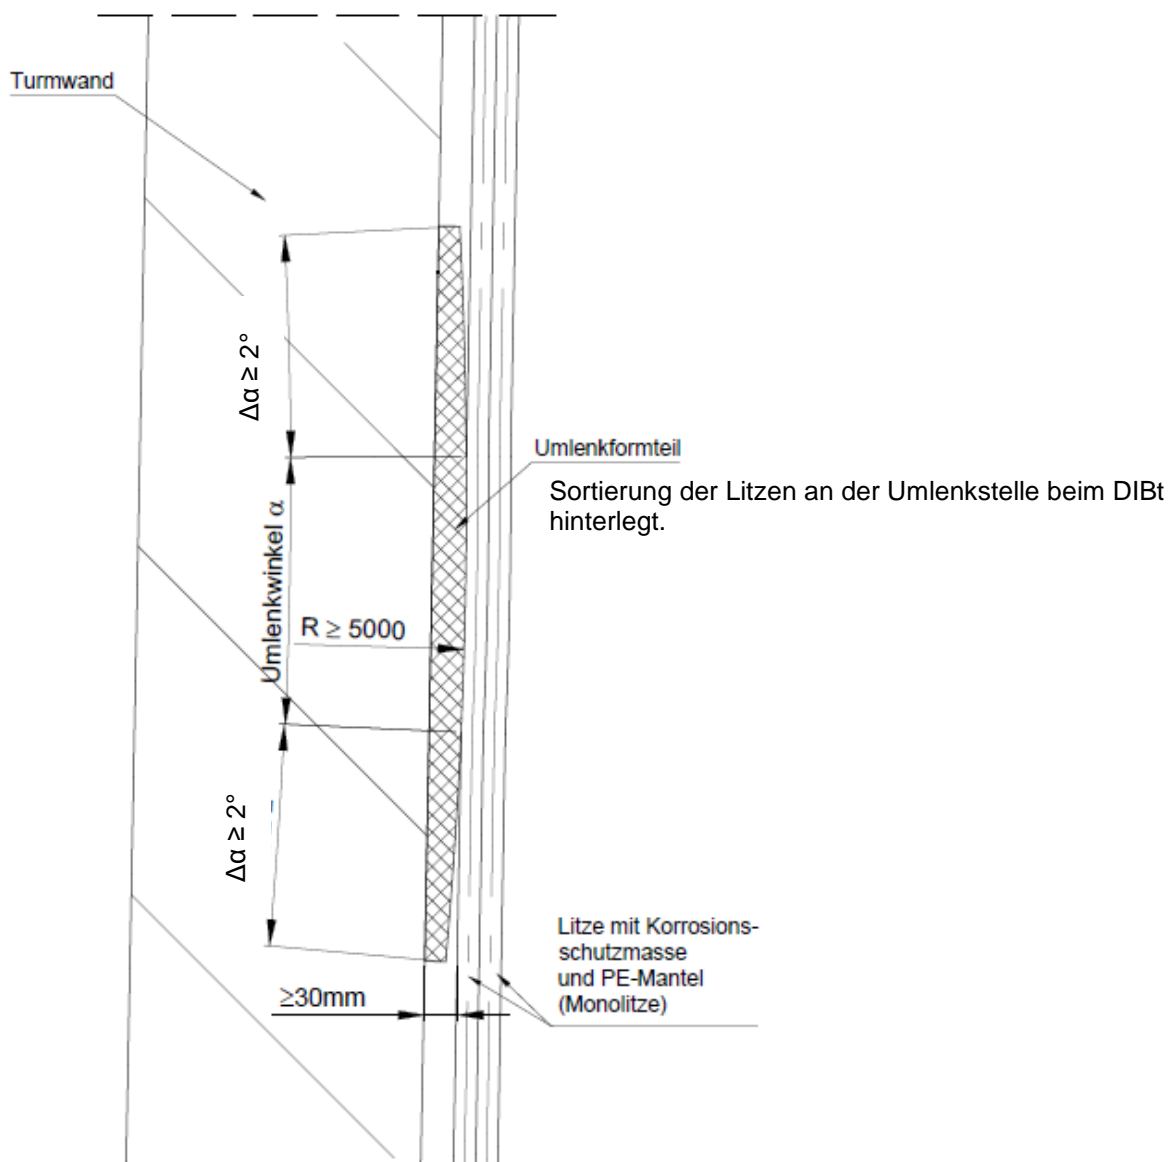 Turmwand
Δα ≥ 2°
Umlenkformteil
Sortierung der Litzen an der Umlenkstelle beim DIBt
hinterlegt.
Umlenkwinkel α
R ≥ 5000
Δα ≥ 2°
Litze mit Korrosions-
schutzmasse
und PE-Mantel
(Monolitze)
≥30mm